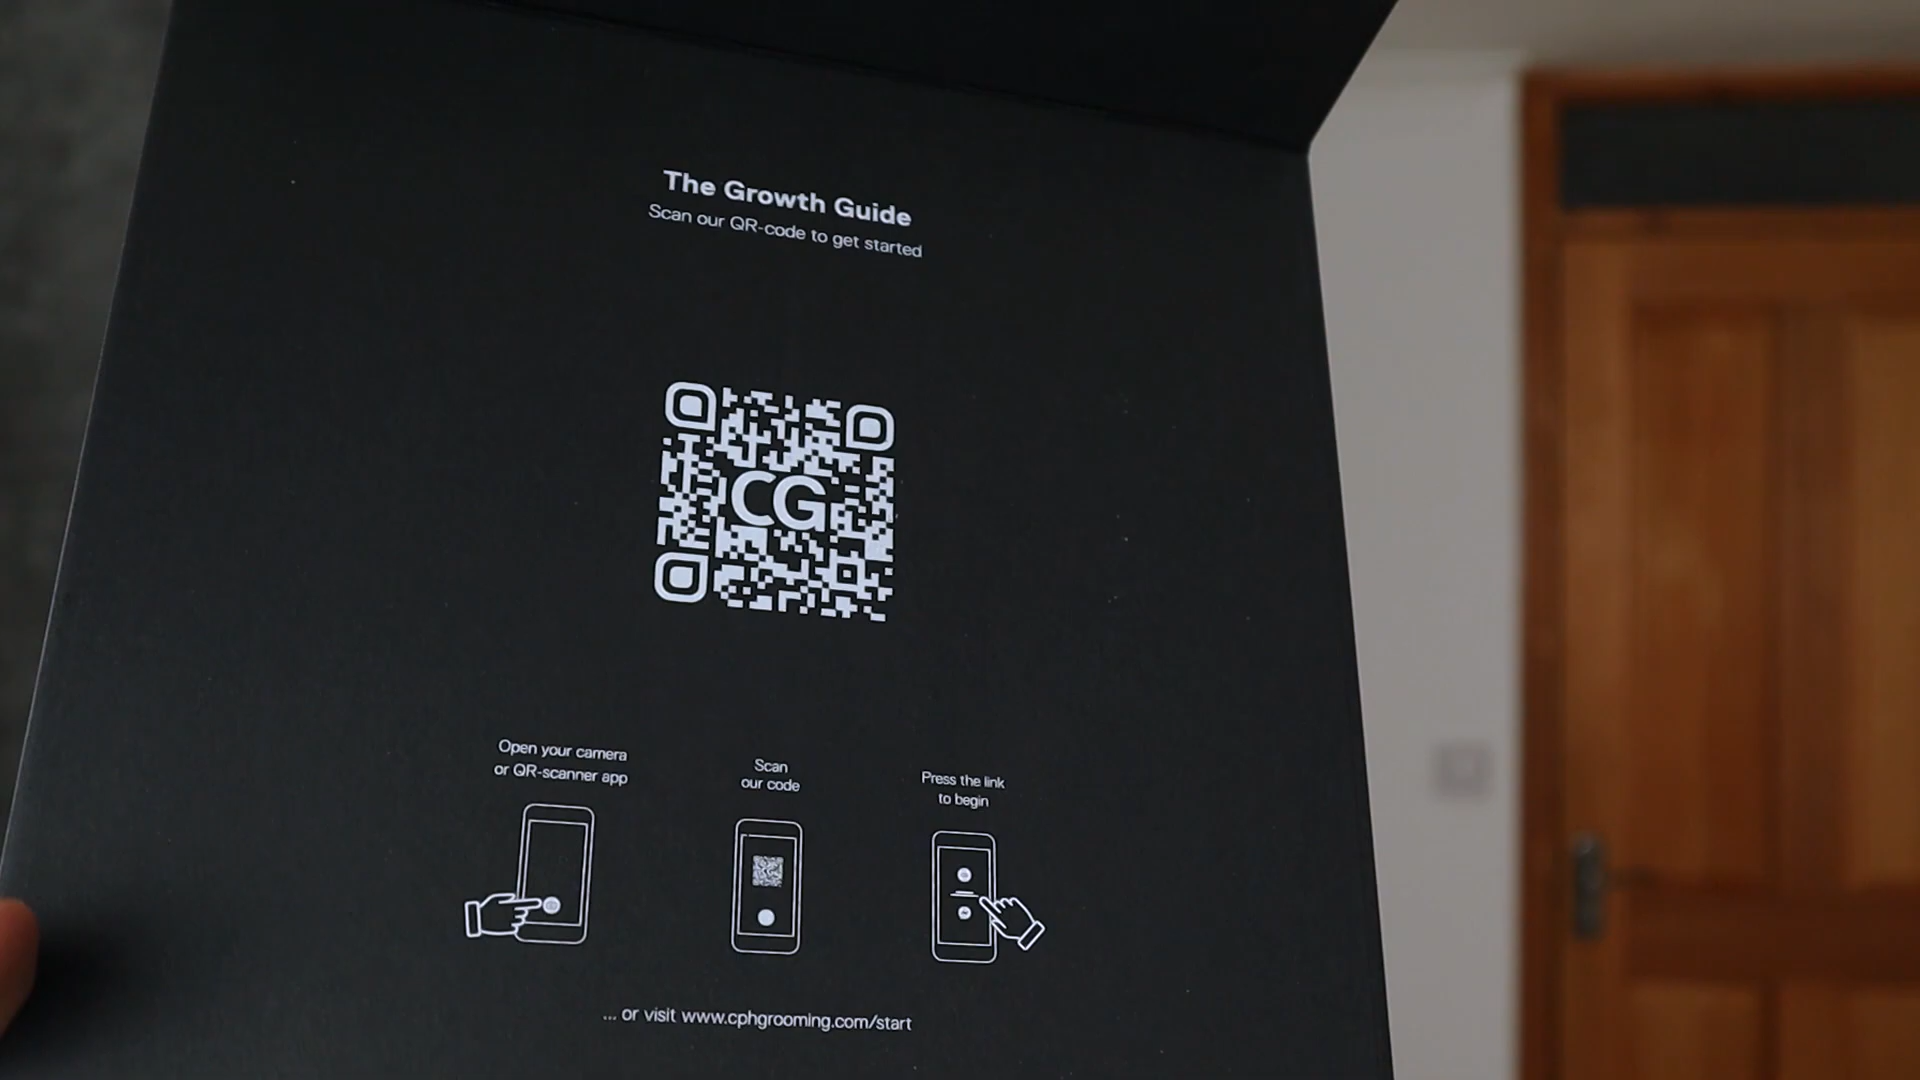 The Growth Guide
Scan our QR-code to get started
CG
Open your camera
or QR-scanner app
Scan
our code
Press the link
to begin
... or visit www.cphgrooming.com/start